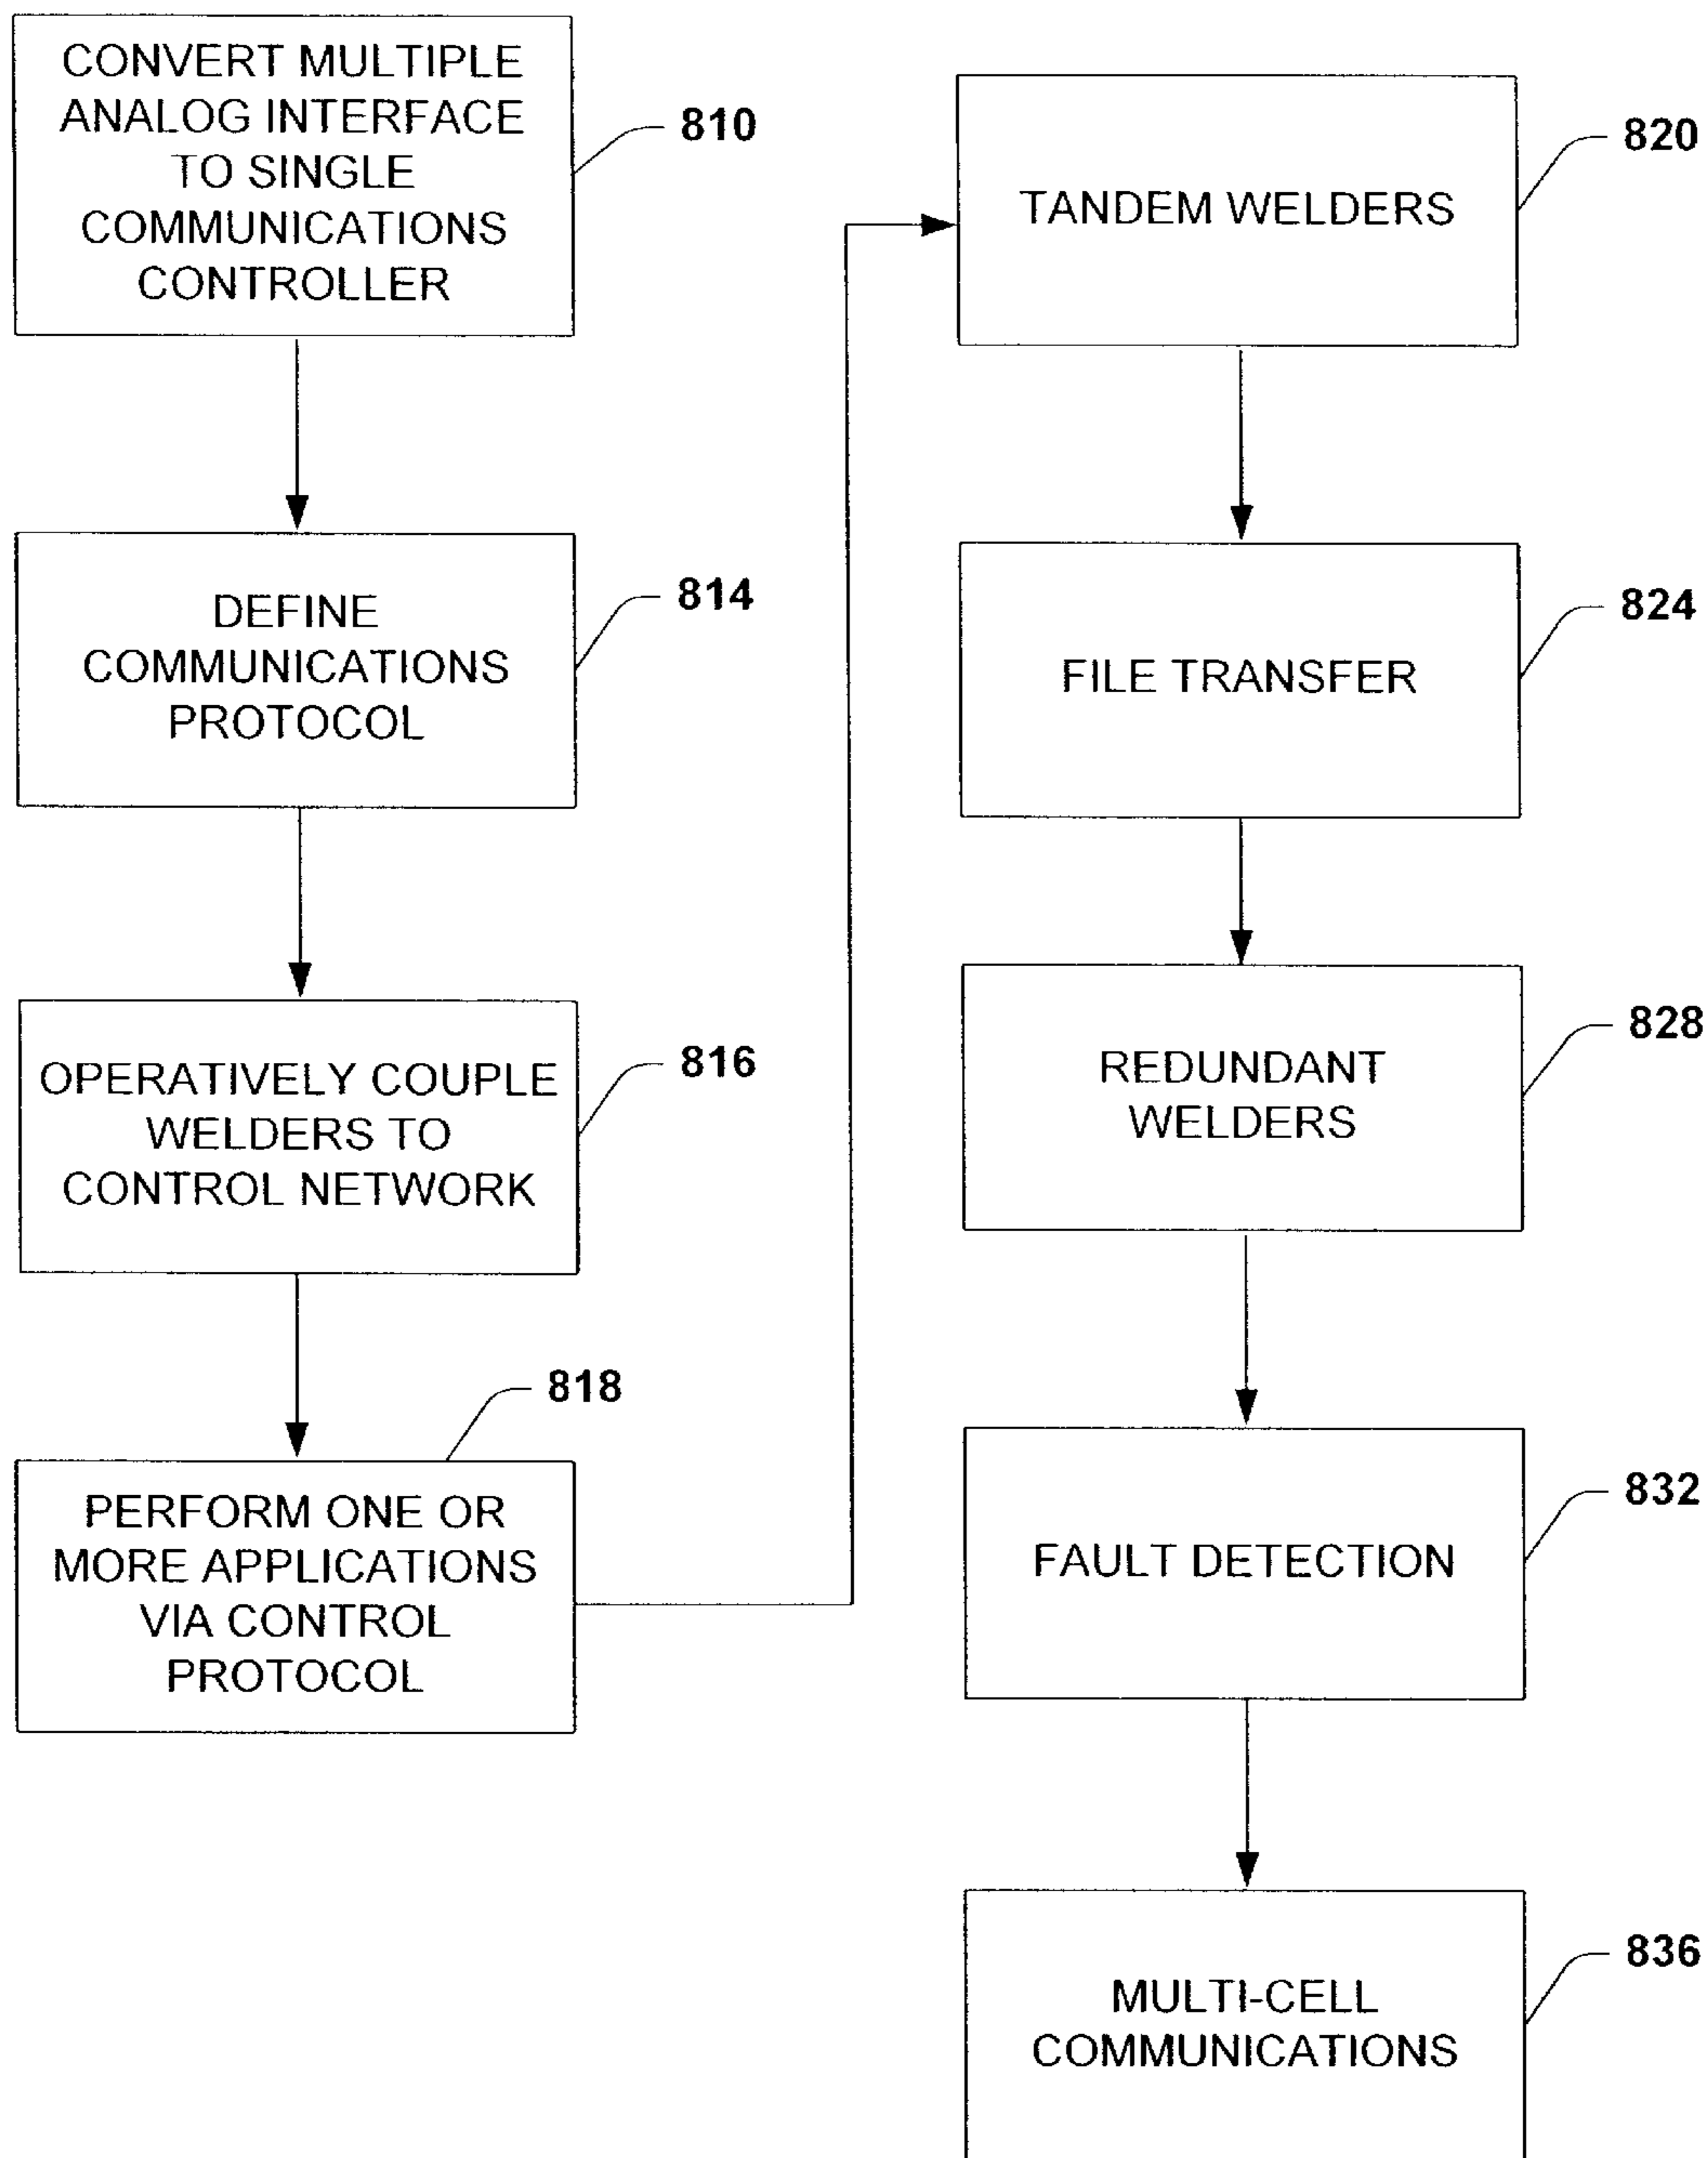 CONVERT MULTIPLE
ANALOG INTERFACE
TO SINGLE
COMMUNICATIONS
CONTROLLER
810
DEFINE
COMMUNICATIONS
PROTOCOL
814
OPERATIVELY COUPLE
WELDERS TO
CONTROL NETWORK
816
818
PERFORM ONE OR
MORE APPLICATIONS
VIA CONTROL
PROTOCOL
820
TANDEM WELDERS
824
FILE TRANSFER
828
REDUNDANT
WELDERS
832
FAULT DETECTION
836
MULTI-CELL
COMMUNICATIONS